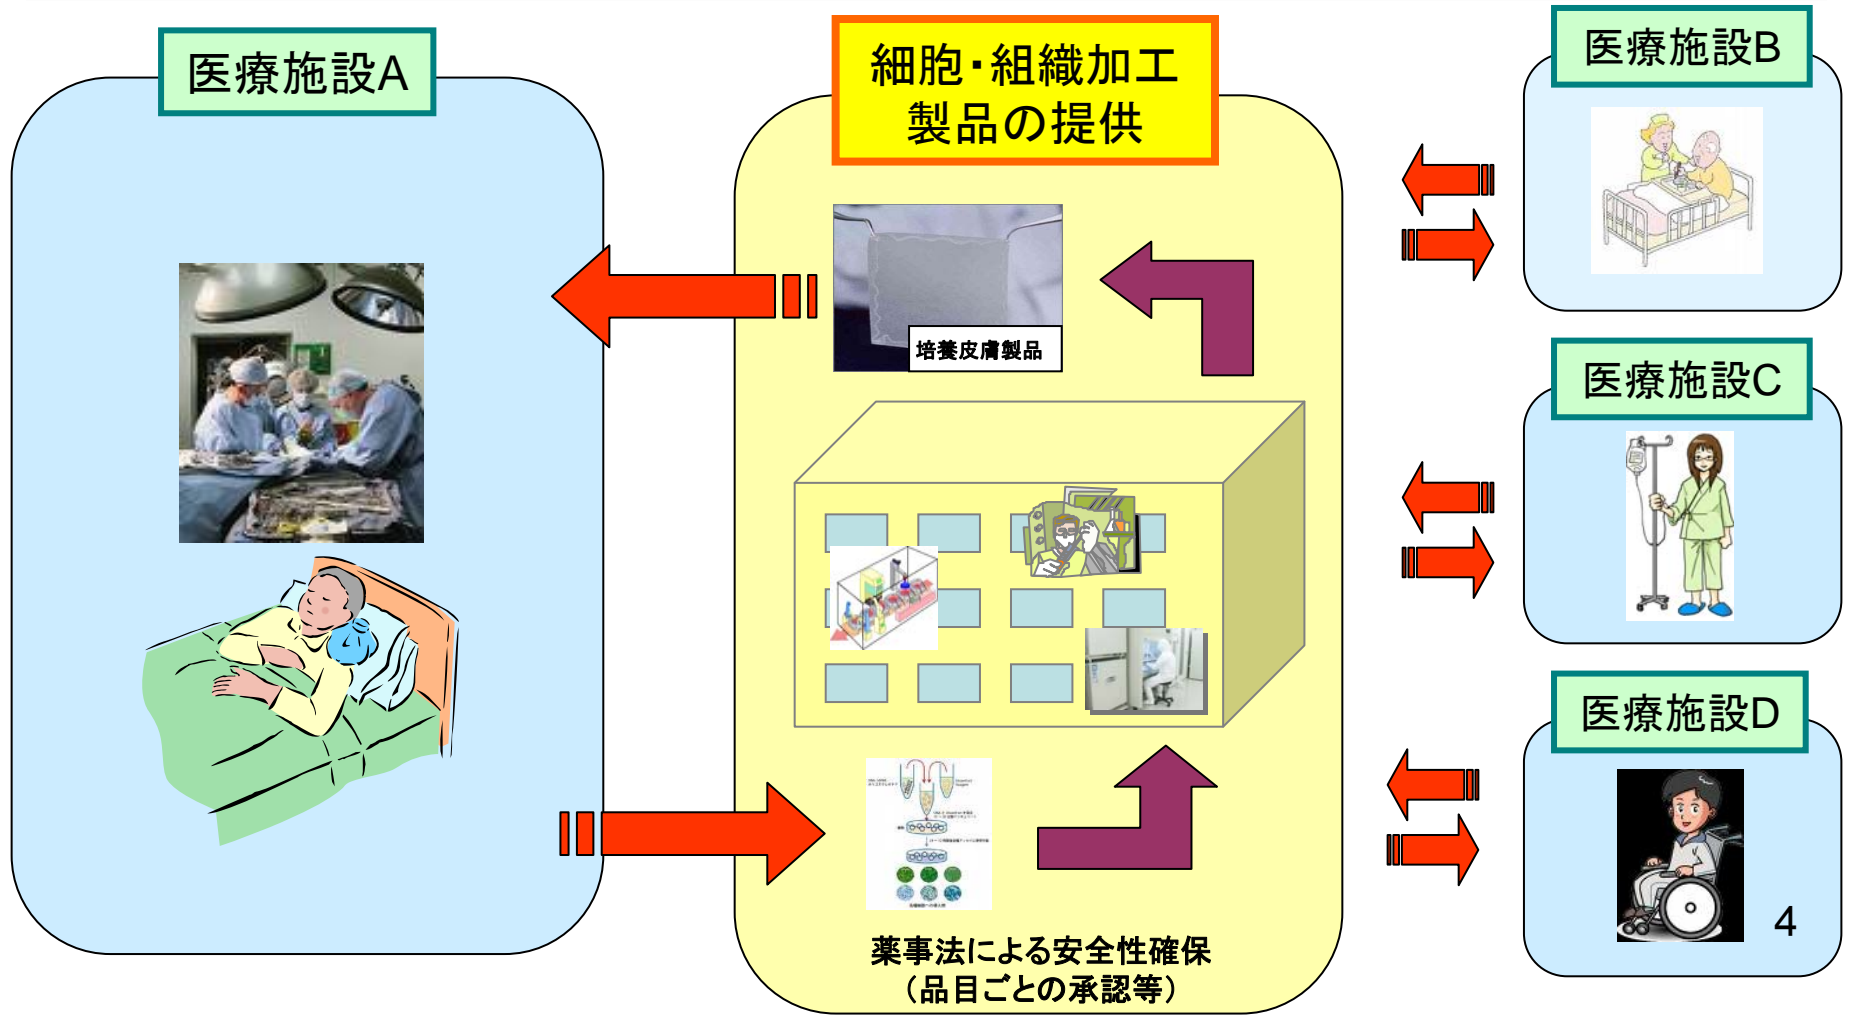 医療施設A
細胞・組織加工
製品の提供
培養皮膚製品
薬事法による安全性確保
（品目ごとの承認等）
医療施設B
医療施設C
医療施設D
4